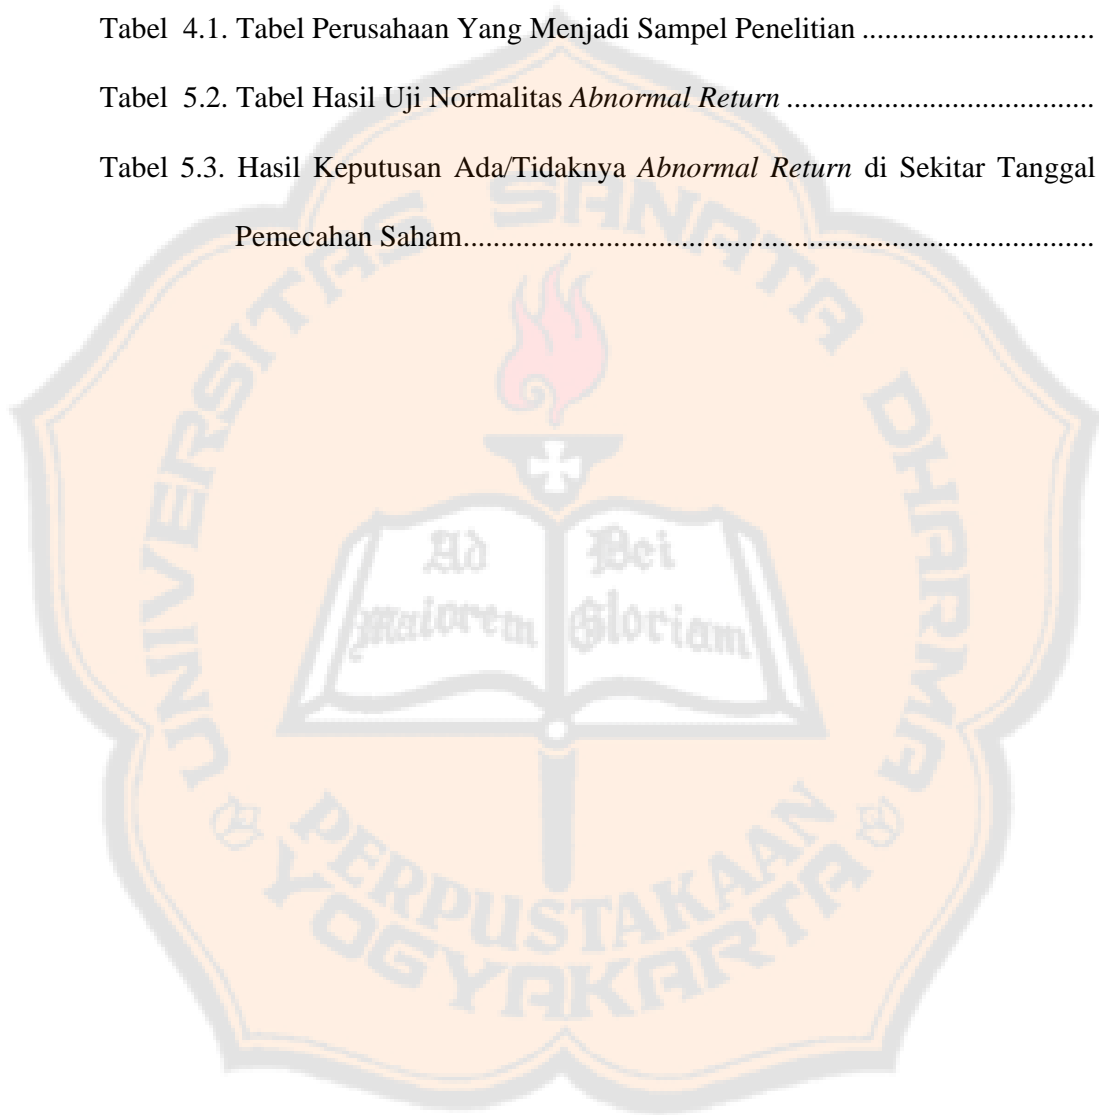 Tabel 4.1. Tabel Perusahaan Yang Menjadi Sampel Penelitian ...............................
Tabel 5.2. Tabel Hasil Uji Normalitas Abnormal Return .........................................
Tabel 5.3. Hasil Keputusan Ada/Tidaknya Abnormal Return di Sekitar Tanggal
Pemecahan Saham....................................................................................
UNIVERSITAS SANATA DHARMA
Ad Dei
Maiorem Gloriam
PERPUSTAKAAN
YOGYAKARTA